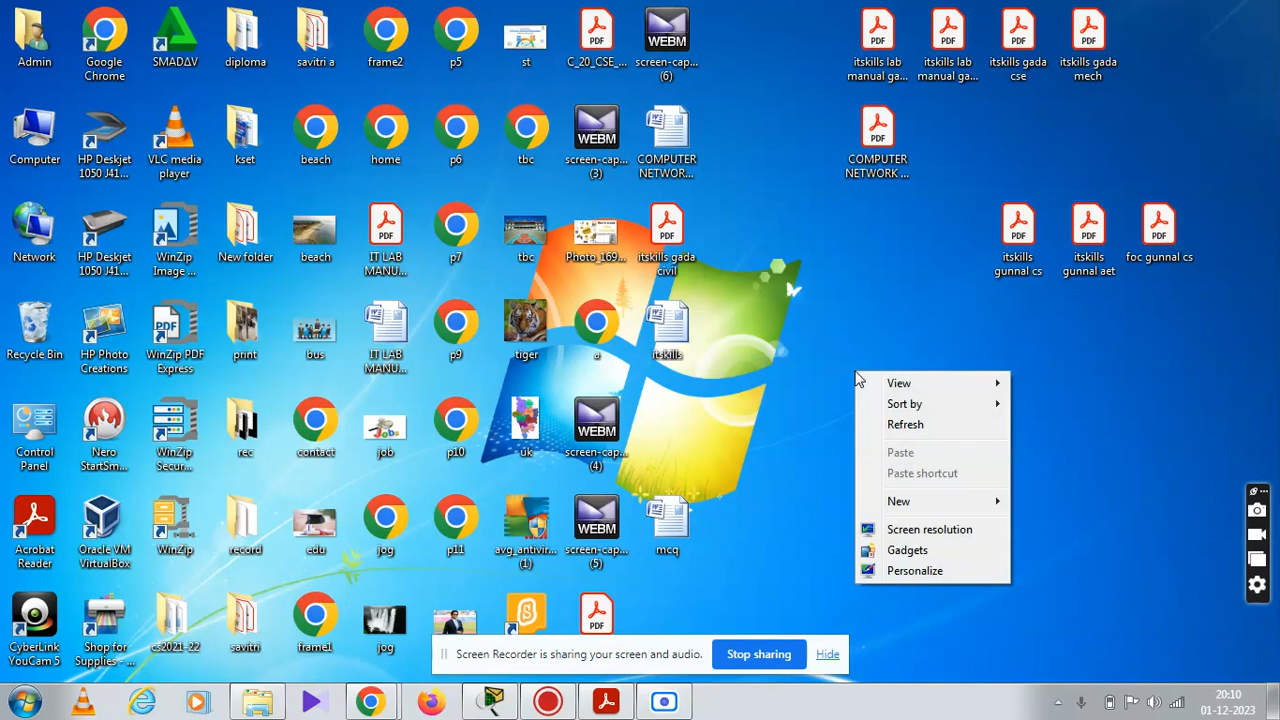 Admin
Google
Chrome
SMADΔV
diploma
savitri a
frame2
p5
st
C_20_CSE_...
screen-cap...
(6)
itskills lab
manual ga...
itskills lab
manual ga...
itskills gada
cse
itskills gada
mech
Computer
HP Deskjet
1050 J41...
VLC media
player
kset
beach
home
p6
tbc
screen-cap...
(3)
COMPUTER
NETWOR...
COMPUTER
NETWORK ...
Network
HP Deskjet
1050 J41...
WinZip
Image ...
New folder
beach
IT LAB
MANU...
p7
tbc
Photo_169...
itskills gada
civil
itskills
gunnal cs
itskills
gunnal aet
foc gunnal cs
Recycle Bin
HP Photo
Creations
WinZip PDF
Express
print
bus
IT LAB
MANU...
p9
tiger
a
itskills
Control
Panel
Nero
StartSm...
WinZip
Secur...
rec
contact
job
p10
uk
screen-cap...
(4)
Acrobat
Reader
Oracle VM
VirtualBox
WinZip
record
edu
jog
p11
avg_antivir...
(1)
screen-cap...
(5)
mcq
CyberLink
YouCam 5
Shop for
Supplies - ...
cs2021-22
savitri
frame1
jog
View
Sort by
Refresh
Paste
Paste shortcut
New
Screen resolution
Gadgets
Personalize
Screen Recorder is sharing your screen and audio.
Stop sharing
Hide
20:10
01-12-2023
PDF
PDF
PDF
PDF
PDF
PDF
PDF
PDF
PDF
PDF
PDF
PDF
PDF
WEBM
WEBM
WEBM
WEBM